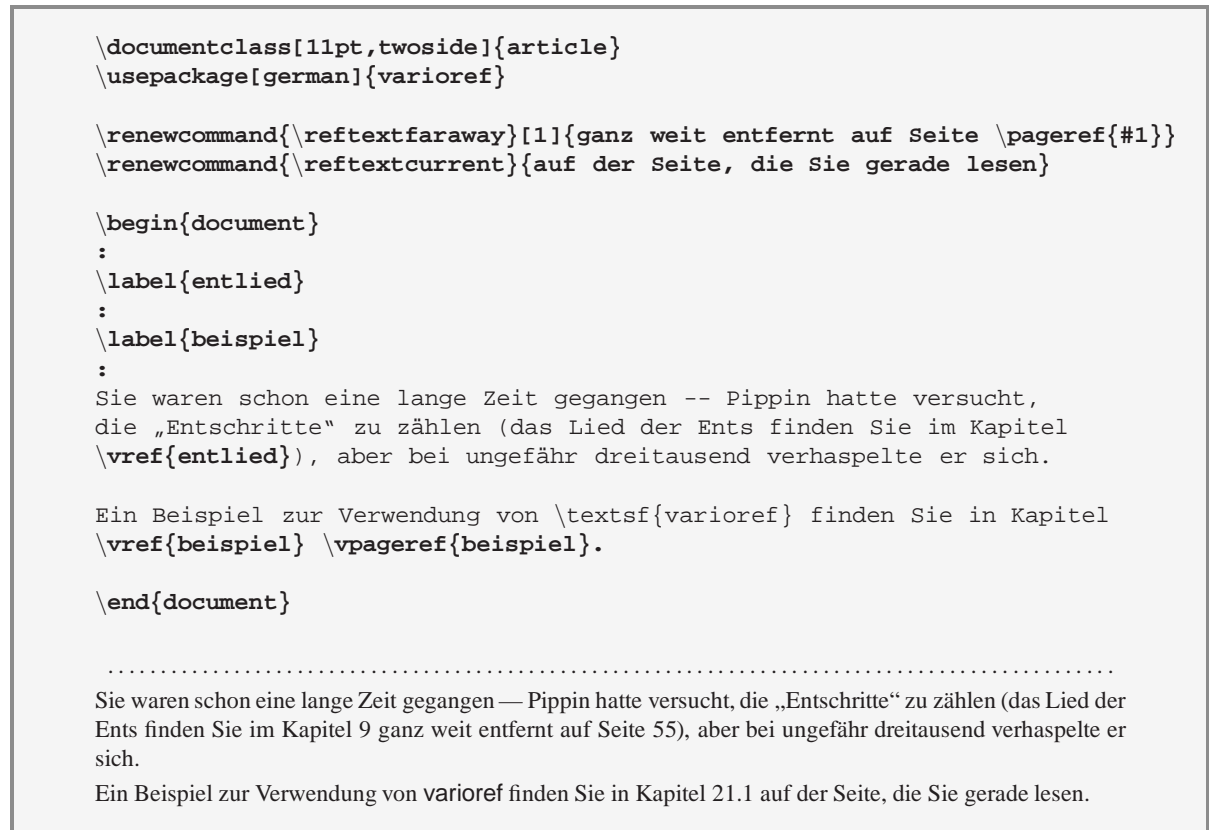 \documentclass[11pt,twoside]{article}
\usepackage[german]{varioref}
\renewcommand{\reftextfaraway}[1]{ganz weit entfernt auf Seite \pageref{#1}}
\renewcommand{\reftextcurrent}{auf der Seite, die Sie gerade lesen}
\begin{document}
:
\label{entlied}
:
\label{beispiel}
:
Sie waren schon eine lange Zeit gegangen -- Pippin hatte versucht,
die „Entschritte“ zu zählen (das Lied der Ents finden Sie im Kapitel
\vref{entlied}), aber bei ungefähr dreitausend verhaspelte er sich.
Ein Beispiel zur Verwendung von \textsf{varioref} finden Sie in Kapitel
\vref{beispiel} \vpageref{beispiel}.
\end{document}
Sie waren schon eine lange Zeit gegangen — Pippin hatte versucht, die „Entschritte“ zu zählen (das Lied der
Ents finden Sie im Kapitel 9 ganz weit entfernt auf Seite 55), aber bei ungefähr dreitausend verhaspelte er
sich.
Ein Beispiel zur Verwendung von varioref finden Sie in Kapitel 21.1 auf der Seite, die Sie gerade lesen.